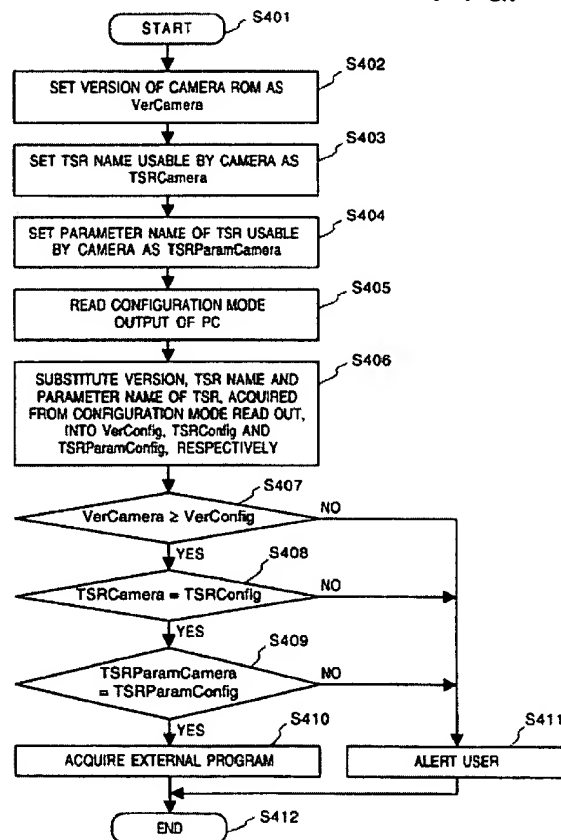 START
S401
S402
SET VERSION OF CAMERA ROM AS
VerCamera
S403
SET TSR NAME USABLE BY CAMERA AS
TSRCamera
S404
SET PARAMETER NAME OF TSR USABLE
BY CAMERA AS TSRParamCamera
S405
READ CONFIGURATION MODE
OUTPUT OF PC
S406
SUBSTITUTE VERSION, TSR NAME AND
PARAMETER NAME OF TSR, ACQUIRED
FROM CONFIGURATION MODE READ OUT,
INTO VerConfig, TSRConfig AND
TSRParamConfig, RESPECTIVELY
S407
VerCamera ≥ VerConfig
NO
YES
S408
TSRCamera = TSRConfig
NO
YES
S409
TSRParamCamera
= TSRParamConfig
NO
YES
S410
ACQUIRE EXTERNAL PROGRAM
S411
ALERT USER
END
S412